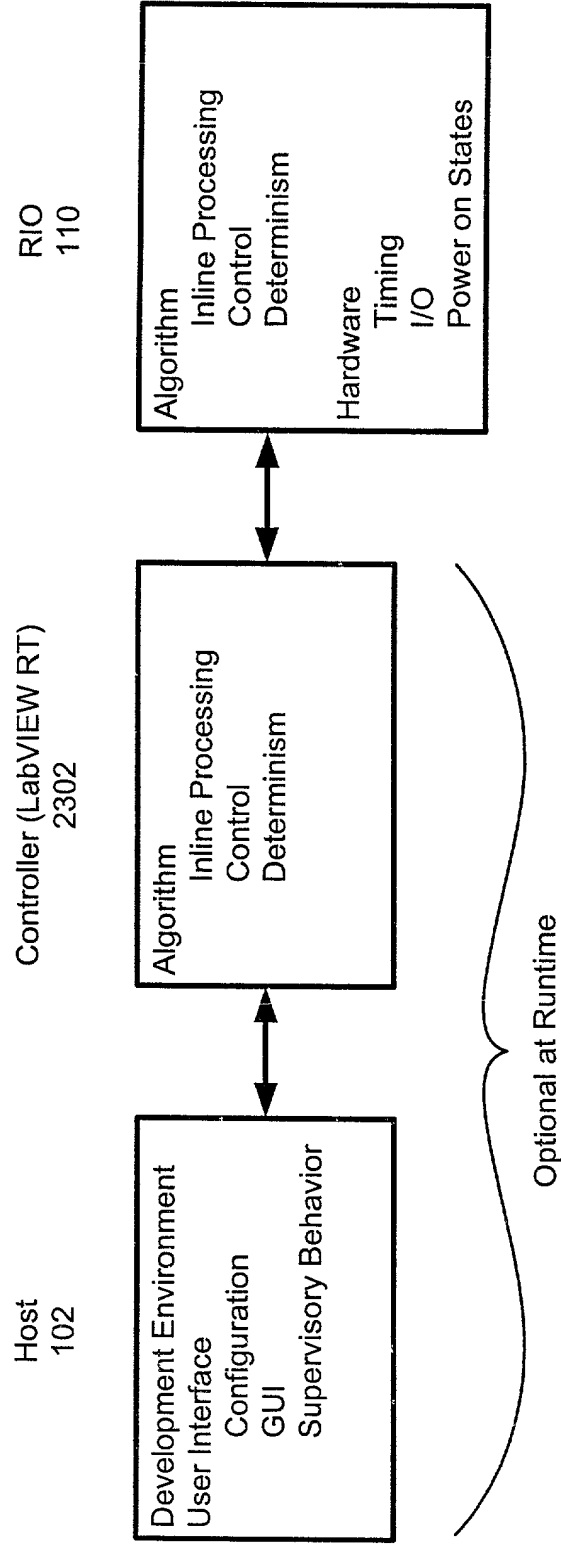 Host
102
Development Environment
User Interface
Configuration
GUI
Supervisory Behavior
Controller (LabVIEW RT)
2302
Algorithm
Inline Processing
Control
Determinism
RIO
110
Algorithm
Inline Processing
Control
Determinism
Hardware
Timing
I/O
Power on States
Optional at Runtime